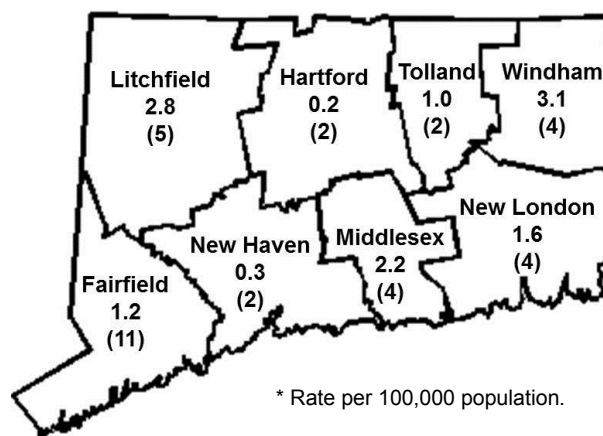 Litchfield
2.8
(5)
Hartford
0.2
(2)
Tolland
1.0
(2)
Windham
3.1
(4)
Fairfield
1.2
(11)
New Haven
0.3
(2)
Middlesex
2.2
(4)
New London
1.6
(4)
* Rate per 100,000 population.